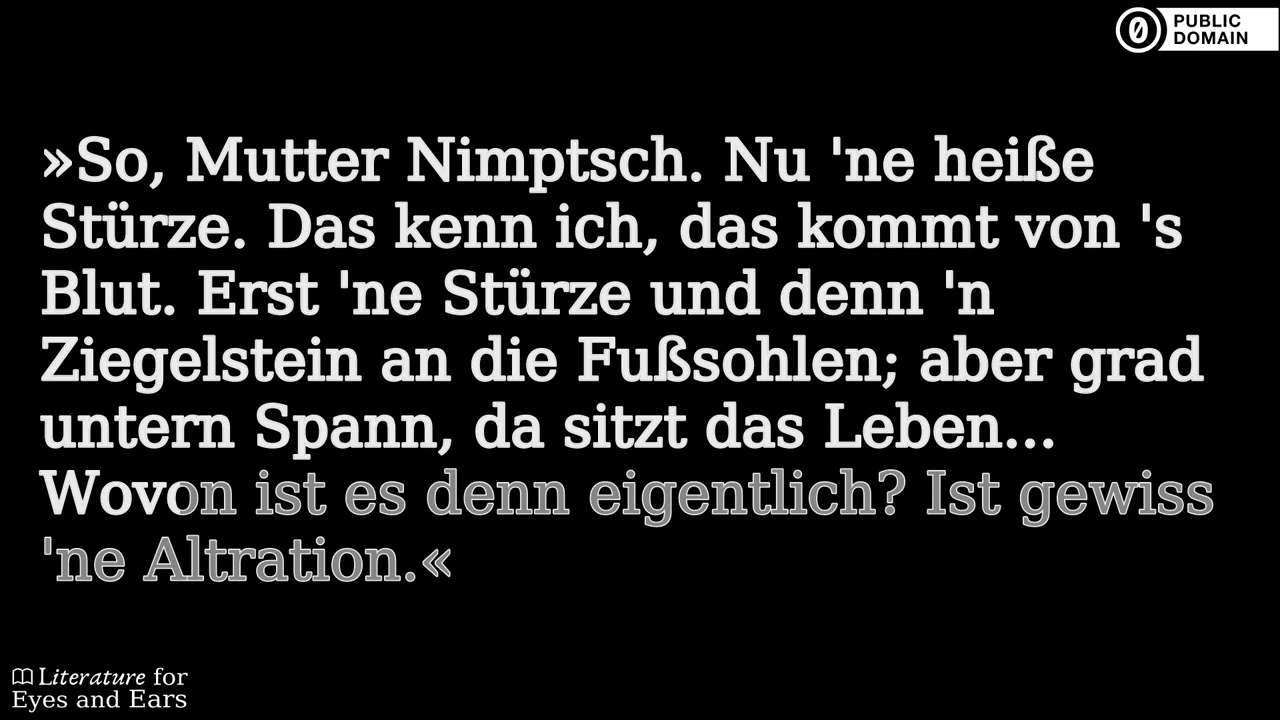 PUBLIC
DOMAIN
»So, Mutter Nimptsch. Nu 'ne heiße
Stürze. Das kenn ich, das kommt von 's
Blut. Erst 'ne Stürze und denn 'n
Ziegelstein an die Fußsohlen; aber grad
untern Spann, da sitzt das Leben...
Wovon ist es denn eigentlich? Ist gewiss
'ne Altration.«
Literature for
Eyes and Ears